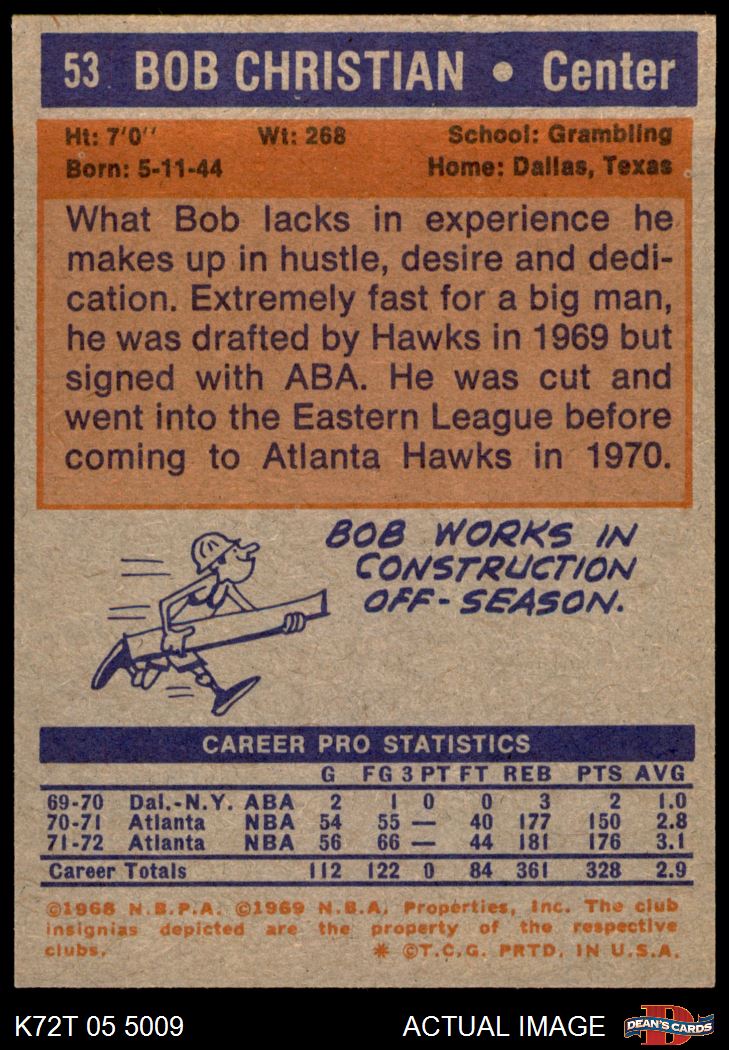 53 BOB CHRISTIAN • Center
Ht: 7'0'' Wt: 268 School: Grambling
Born: 5-11-44 Home: Dallas, Texas
What Bob lacks in experience he
makes up in hustle, desire and dedi-
cation. Extremely fast for a big man,
he was drafted by Hawks in 1969 but
signed with ABA. He was cut and
went into the Eastern League before
coming to Atlanta Hawks in 1970.
BOB WORKS IN
CONSTRUCTION
OFF-SEASON.
CAREER PRO STATISTICS
G FG 3 PT FT REB PTS AVG
69-70 Dal.-N.Y. ABA 2 1 0 0 3 2 1.0
70-71 Atlanta NBA 54 55 — 40 177 150 2.8
71-72 Atlanta NBA 56 66 — 44 181 176 3.1
Career Totals 112 122 0 84 361 328 2.9
©1968 N.B.P.A. ©1969 N.B.A. Properties, Inc. The club
insignias depicted are the property of the respective
clubs. * ©T.C.G. PRTD. IN U.S.A.
K72T 05 5009 ACTUAL IMAGE D DEAN'S CARDS